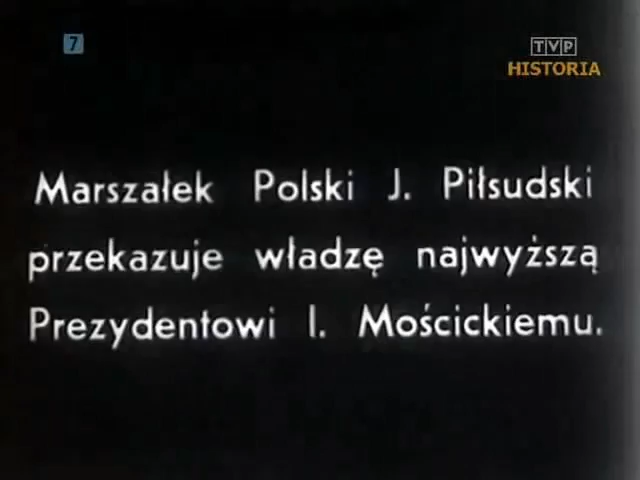 7
TVP
HISTORIA
Marszałek Polski J. Piłsudski
przekazuje władzę najwyższą
Prezydentowi I. Mościckiemu.